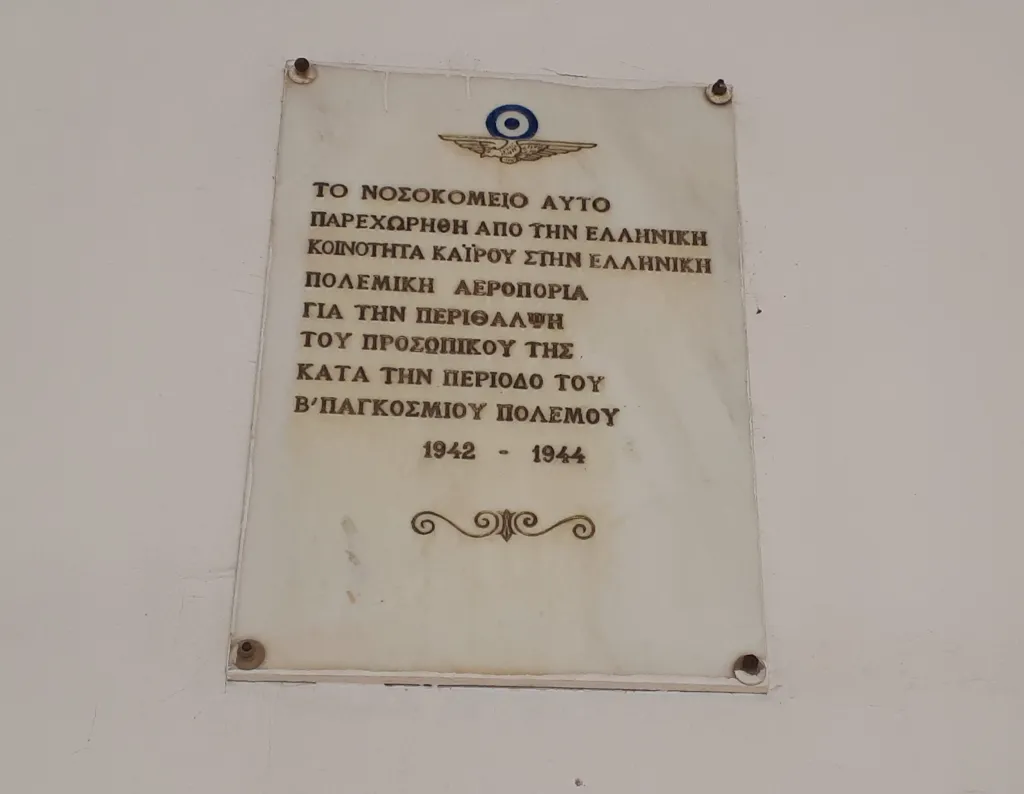 ΤΟ ΝΟΣΟΚΟΜΕΙΟ ΑΥΤΟ
ΠΑΡΕΧΩΡΗΘΗ ΑΠΟ ΤΗΝ ΕΛΛΗΝΙΚΗ
ΚΟΙΝΟΤΗΤΑ ΚΑΪΡΟΥ ΣΤΗΝ ΕΛΛΗΝΙΚΗ
ΠΟΛΕΜΙΚΗ ΑΕΡΟΠΟΡΙΑ
ΓΙΑ ΤΗΝ ΠΕΡΙΘΑΛΨΗ
ΤΟΥ ΠΡΟΣΩΠΙΚΟΥ ΤΗΣ
ΚΑΤΑ ΤΗΝ ΠΕΡΙΟΔΟ ΤΟΥ
Β'ΠΑΓΚΟΣΜΙΟΥ ΠΟΛΕΜΟΥ
1942 - 1944